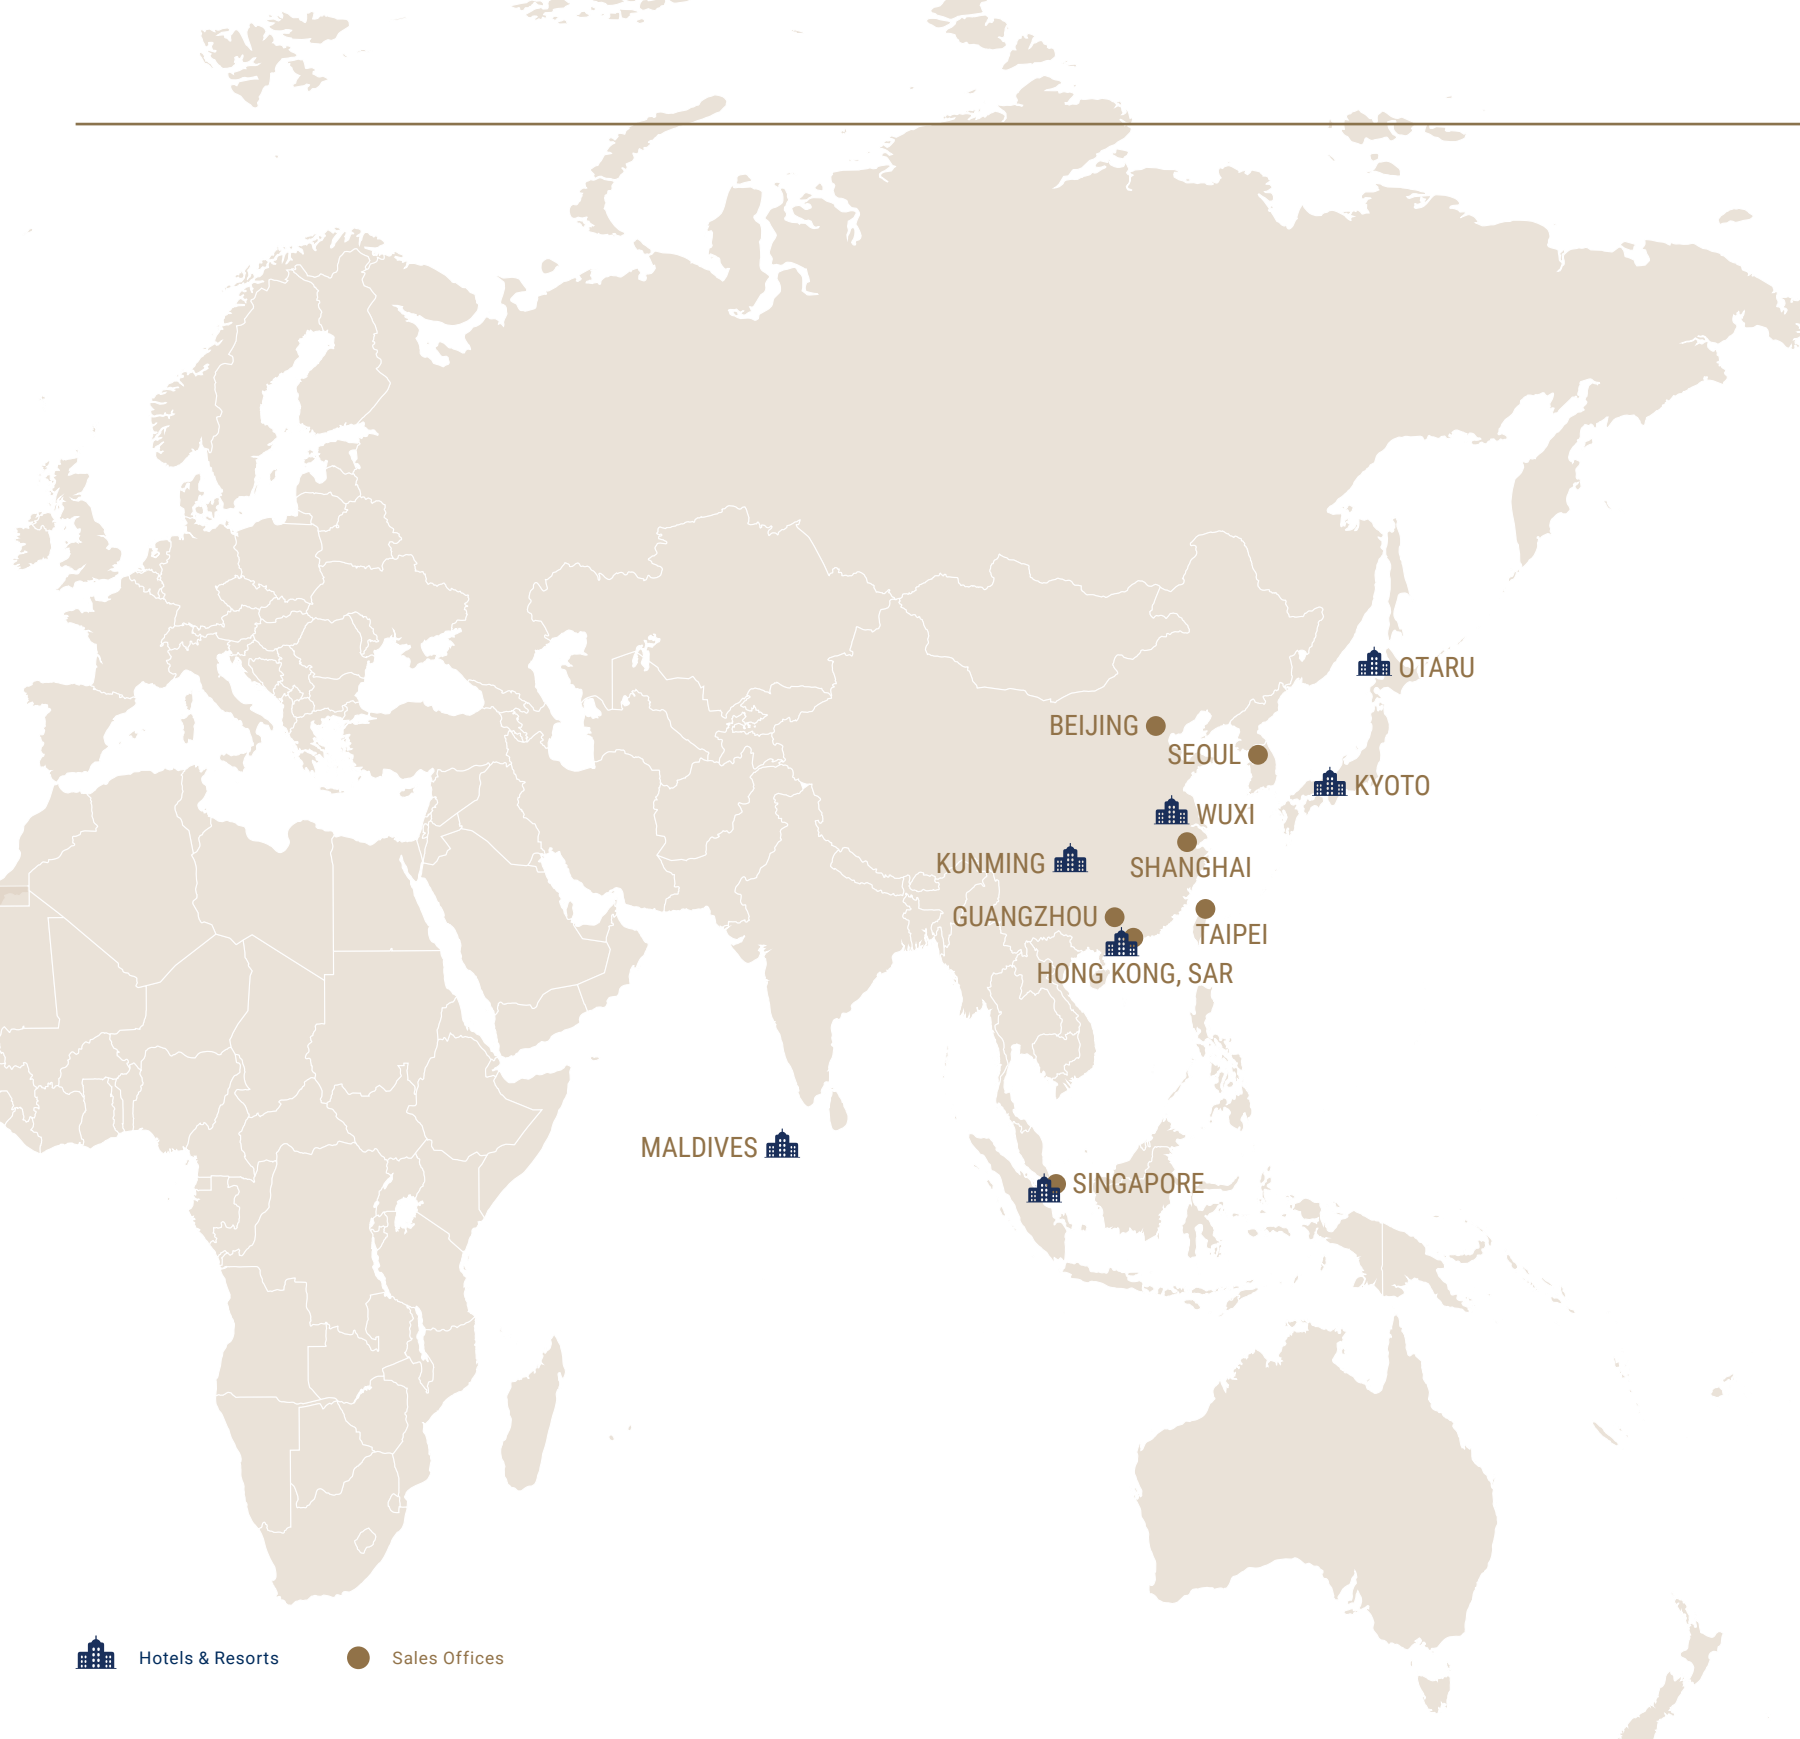 OTARU
BEIJING
SEOUL
KYOTO
WUXI
SHANGHAI
KUNMING
GUANGZHOU
TAIPEI
HONG KONG, SAR
MALDIVES
SINGAPORE
Hotels & Resorts
Sales Offices